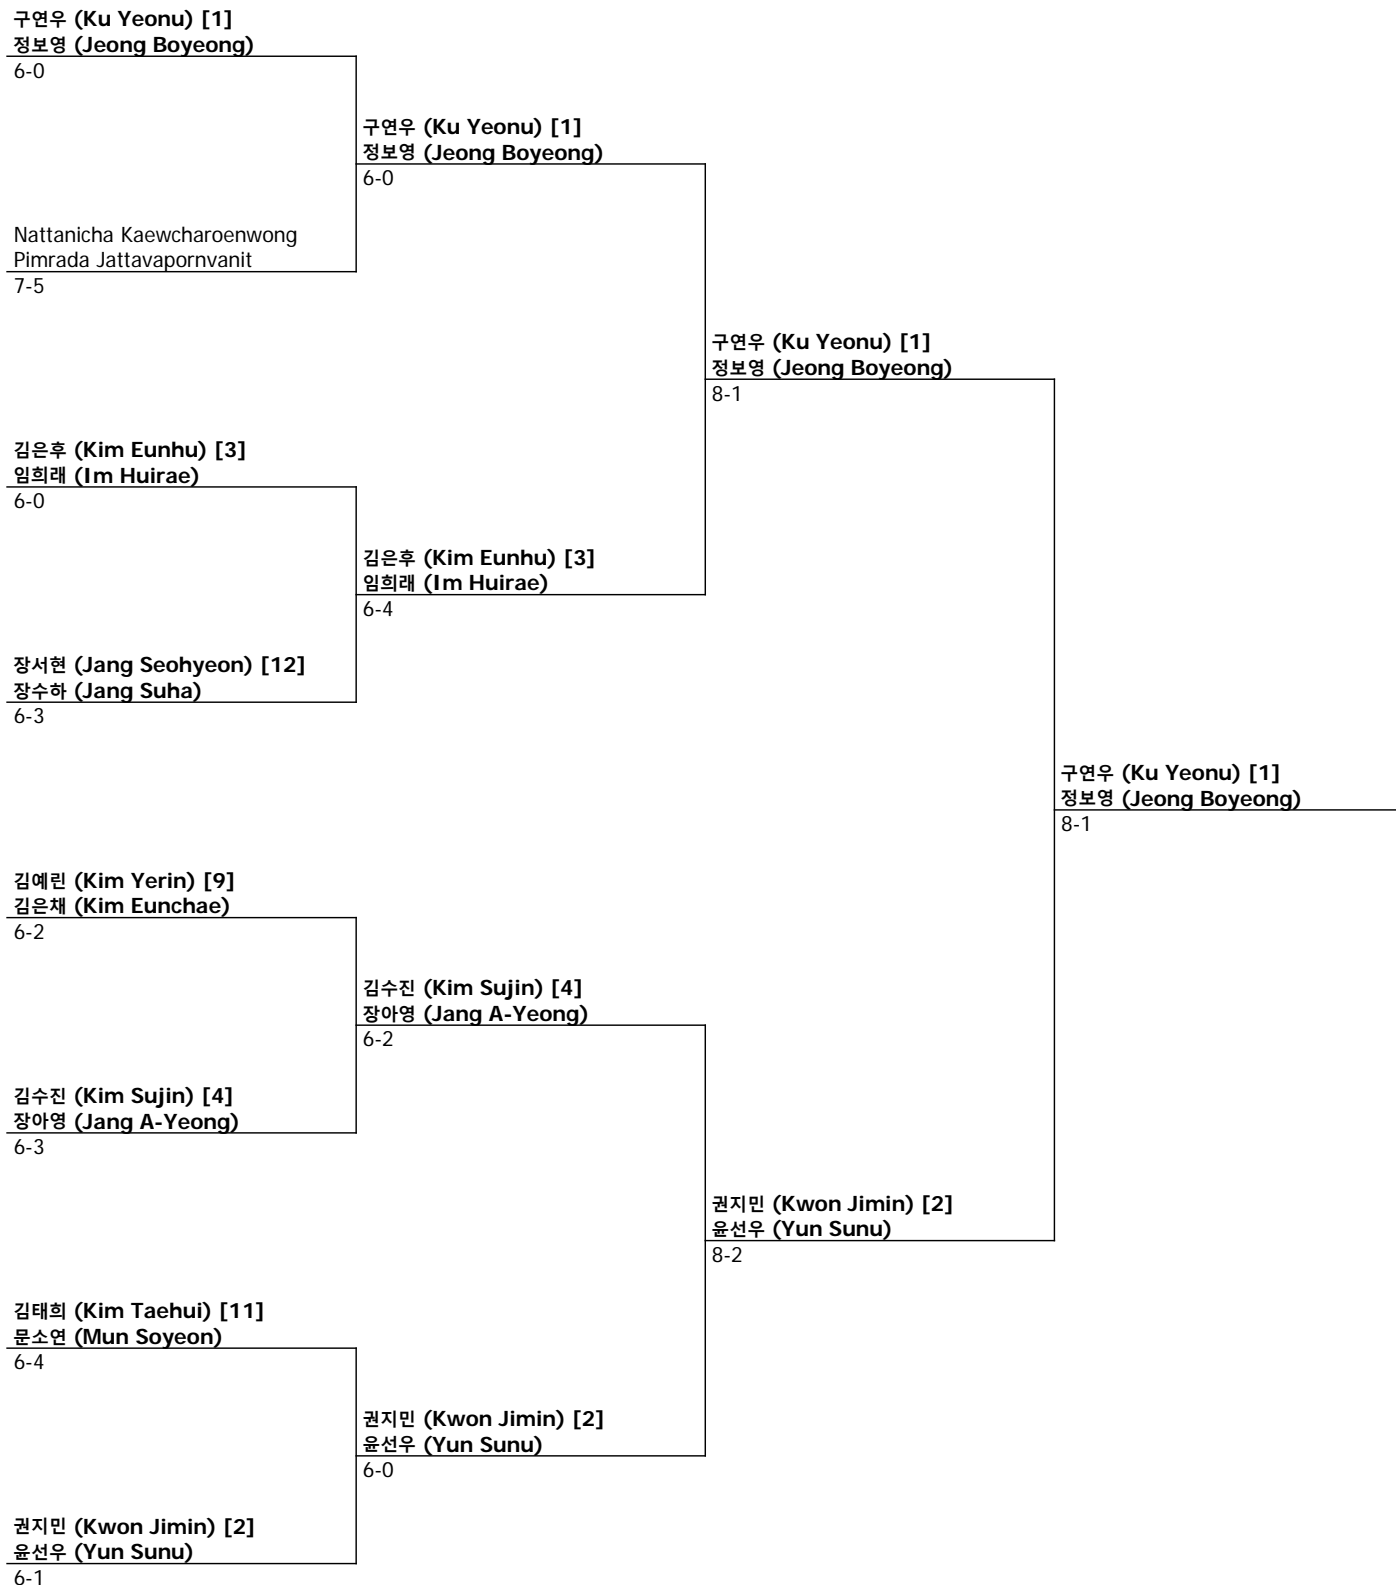 구연우 (Ku Yeonu) [1]
정보영 (Jeong Boyeong)
6-0
구연우 (Ku Yeonu) [1]
정보영 (Jeong Boyeong)
6-0
Nattanicha Kaewcharoenwong
Pimrada Jattavapornvanit
7-5
구연우 (Ku Yeonu) [1]
정보영 (Jeong Boyeong)
8-1
김은후 (Kim Eunhu) [3]
임희래 (Im Huirae)
6-0
김은후 (Kim Eunhu) [3]
임희래 (Im Huirae)
6-4
장서현 (Jang Seohyeon) [12]
장수하 (Jang Suha)
6-3
구연우 (Ku Yeonu) [1]
정보영 (Jeong Boyeong)
8-1
김예린 (Kim Yerin) [9]
김은채 (Kim Eunchae)
6-2
김수진 (Kim Sujin) [4]
장아영 (Jang A-Yeong)
6-2
김수진 (Kim Sujin) [4]
장아영 (Jang A-Yeong)
6-3
권지민 (Kwon Jimin) [2]
윤선우 (Yun Sunu)
8-2
김태희 (Kim Taehui) [11]
문소연 (Mun Soyeon)
6-4
권지민 (Kwon Jimin) [2]
윤선우 (Yun Sunu)
6-0
권지민 (Kwon Jimin) [2]
윤선우 (Yun Sunu)
6-1